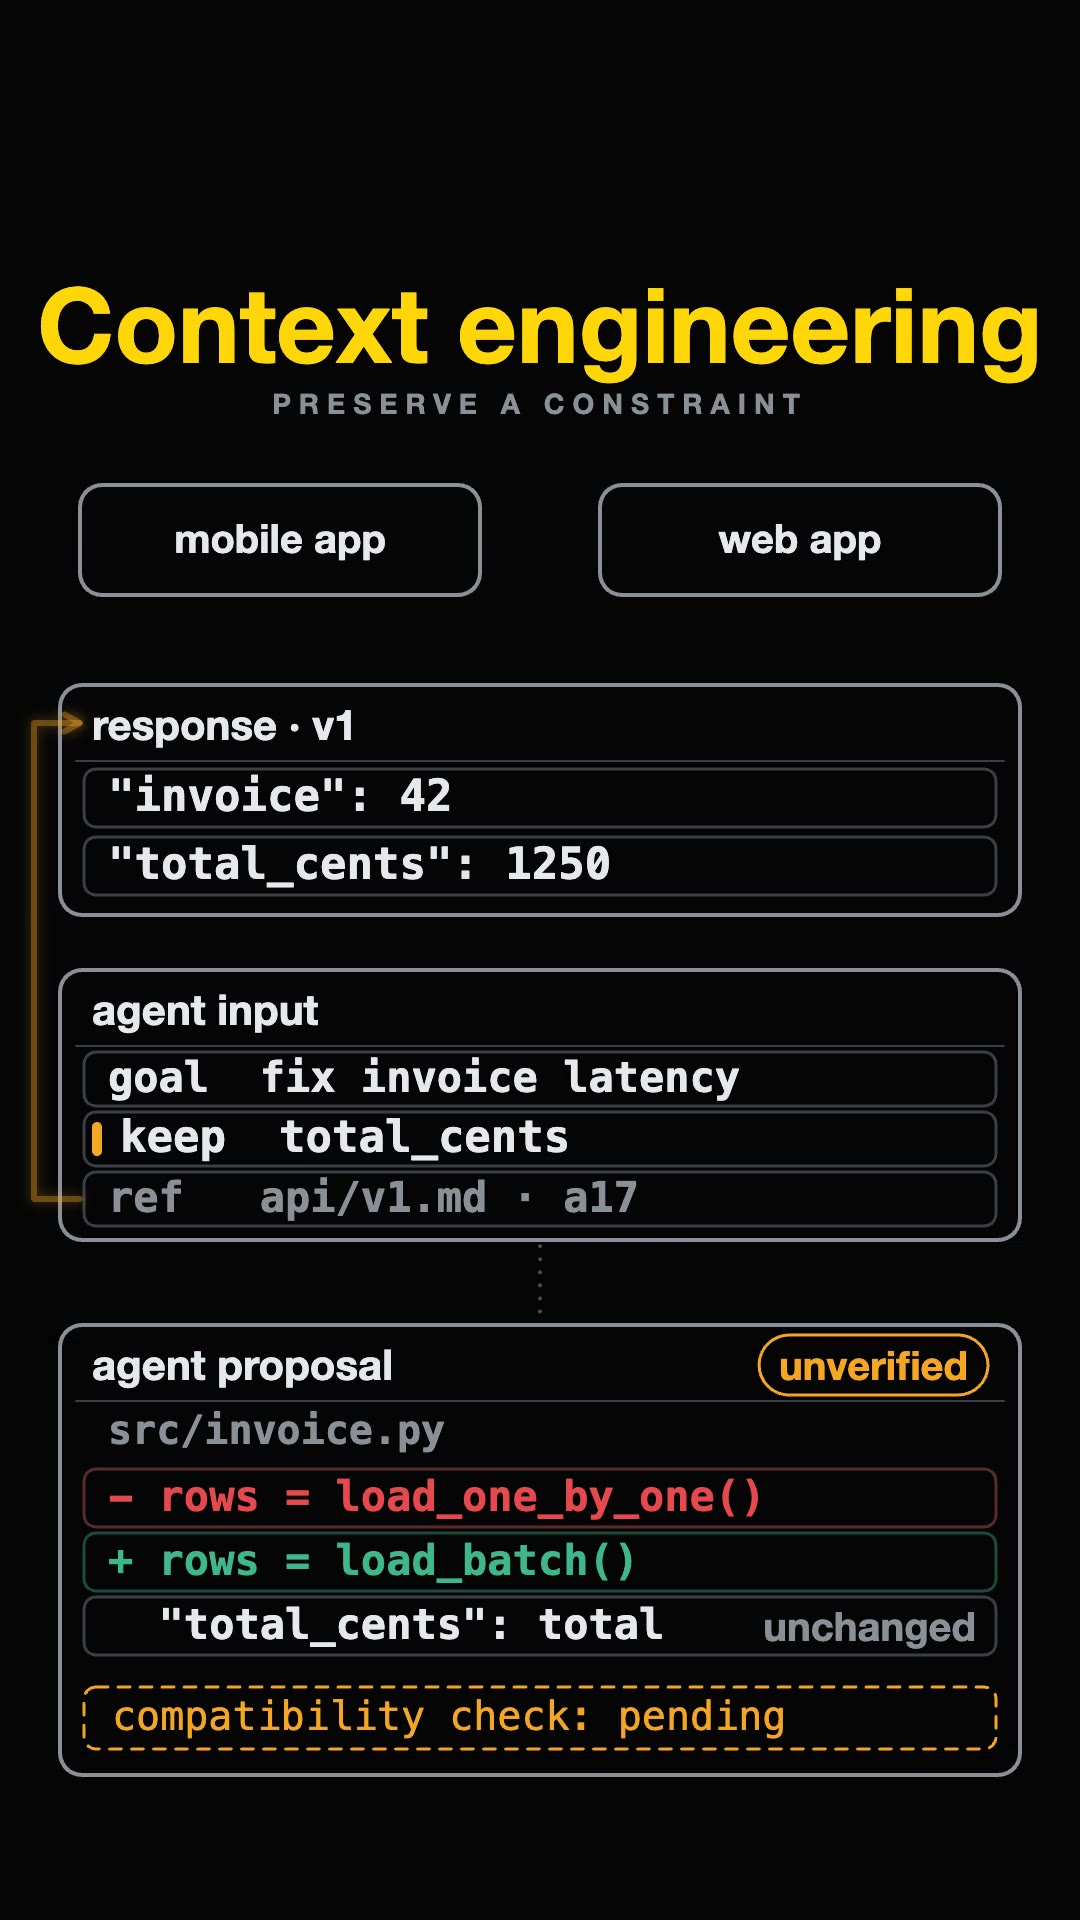 Context engineering
PRESERVE A CONSTRAINT
mobile app
web app
response · v1
"invoice": 42
"total_cents": 1250
agent input
goal fix invoice latency
keep total_cents
ref api/v1.md · a17
agent proposal
unverified
src/invoice.py
- rows = load_one_by_one()
+ rows = load_batch()
"total_cents": total unchanged
compatibility check: pending